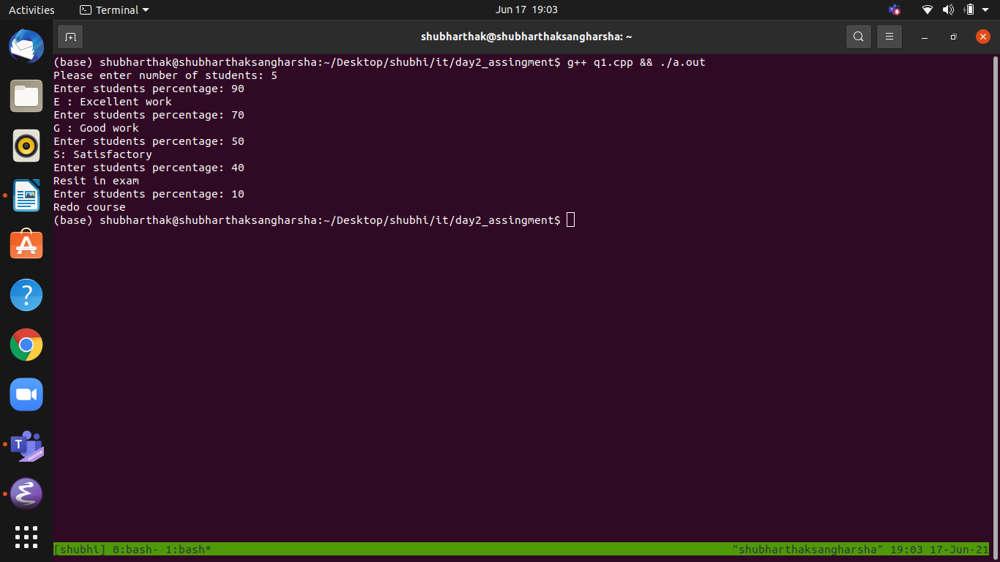 Activities Terminal Jun 17 19:03
shubharthak@shubharthaksangharsha: ~
(base) shubharthak@shubharthaksangharsha:~/Desktop/shubhi/it/day2_assingment$ g++ q1.cpp && ./a.out
Please enter number of students: 5
Enter students percentage: 90
E : Excellent work
Enter students percentage: 70
G : Good work
Enter students percentage: 50
S: Satisfactory
Enter students percentage: 40
Resit in exam
Enter students percentage: 10
Redo course
(base) shubharthak@shubharthaksangharsha:~/Desktop/shubhi/it/day2_assingment$
T
PREVIEW
[shubhi] 0:bash- 1:bash* "shubharthaksangharsha" 19:03 17-Jun-21